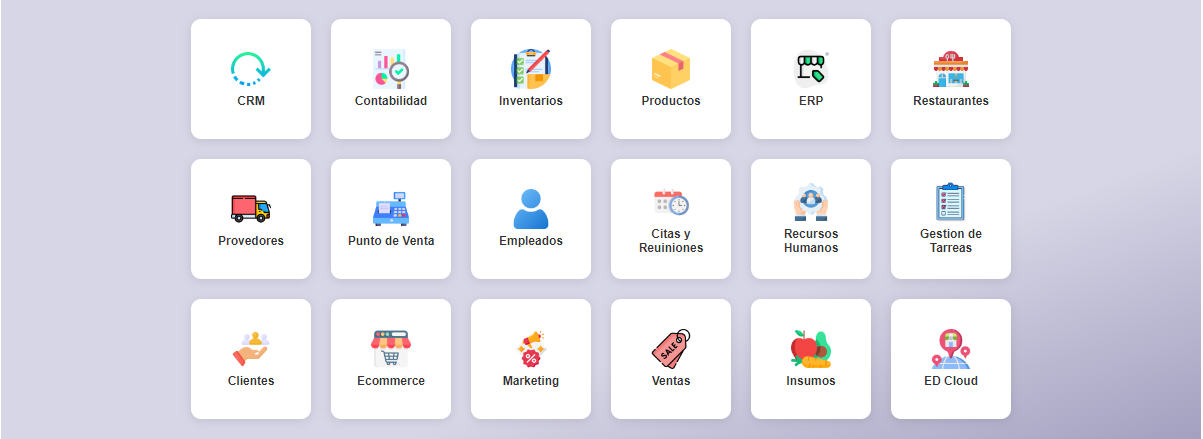 CRM
Contabilidad
Inventarios
Productos
ERP
Restaurantes
Provedores
Punto de Venta
Empleados
Citas y
Reuiniones
Recursos
Humanos
Gestion de
Tarreas
Clientes
Ecommerce
Marketing
SALE
Ventas
Insumos
ED Cloud